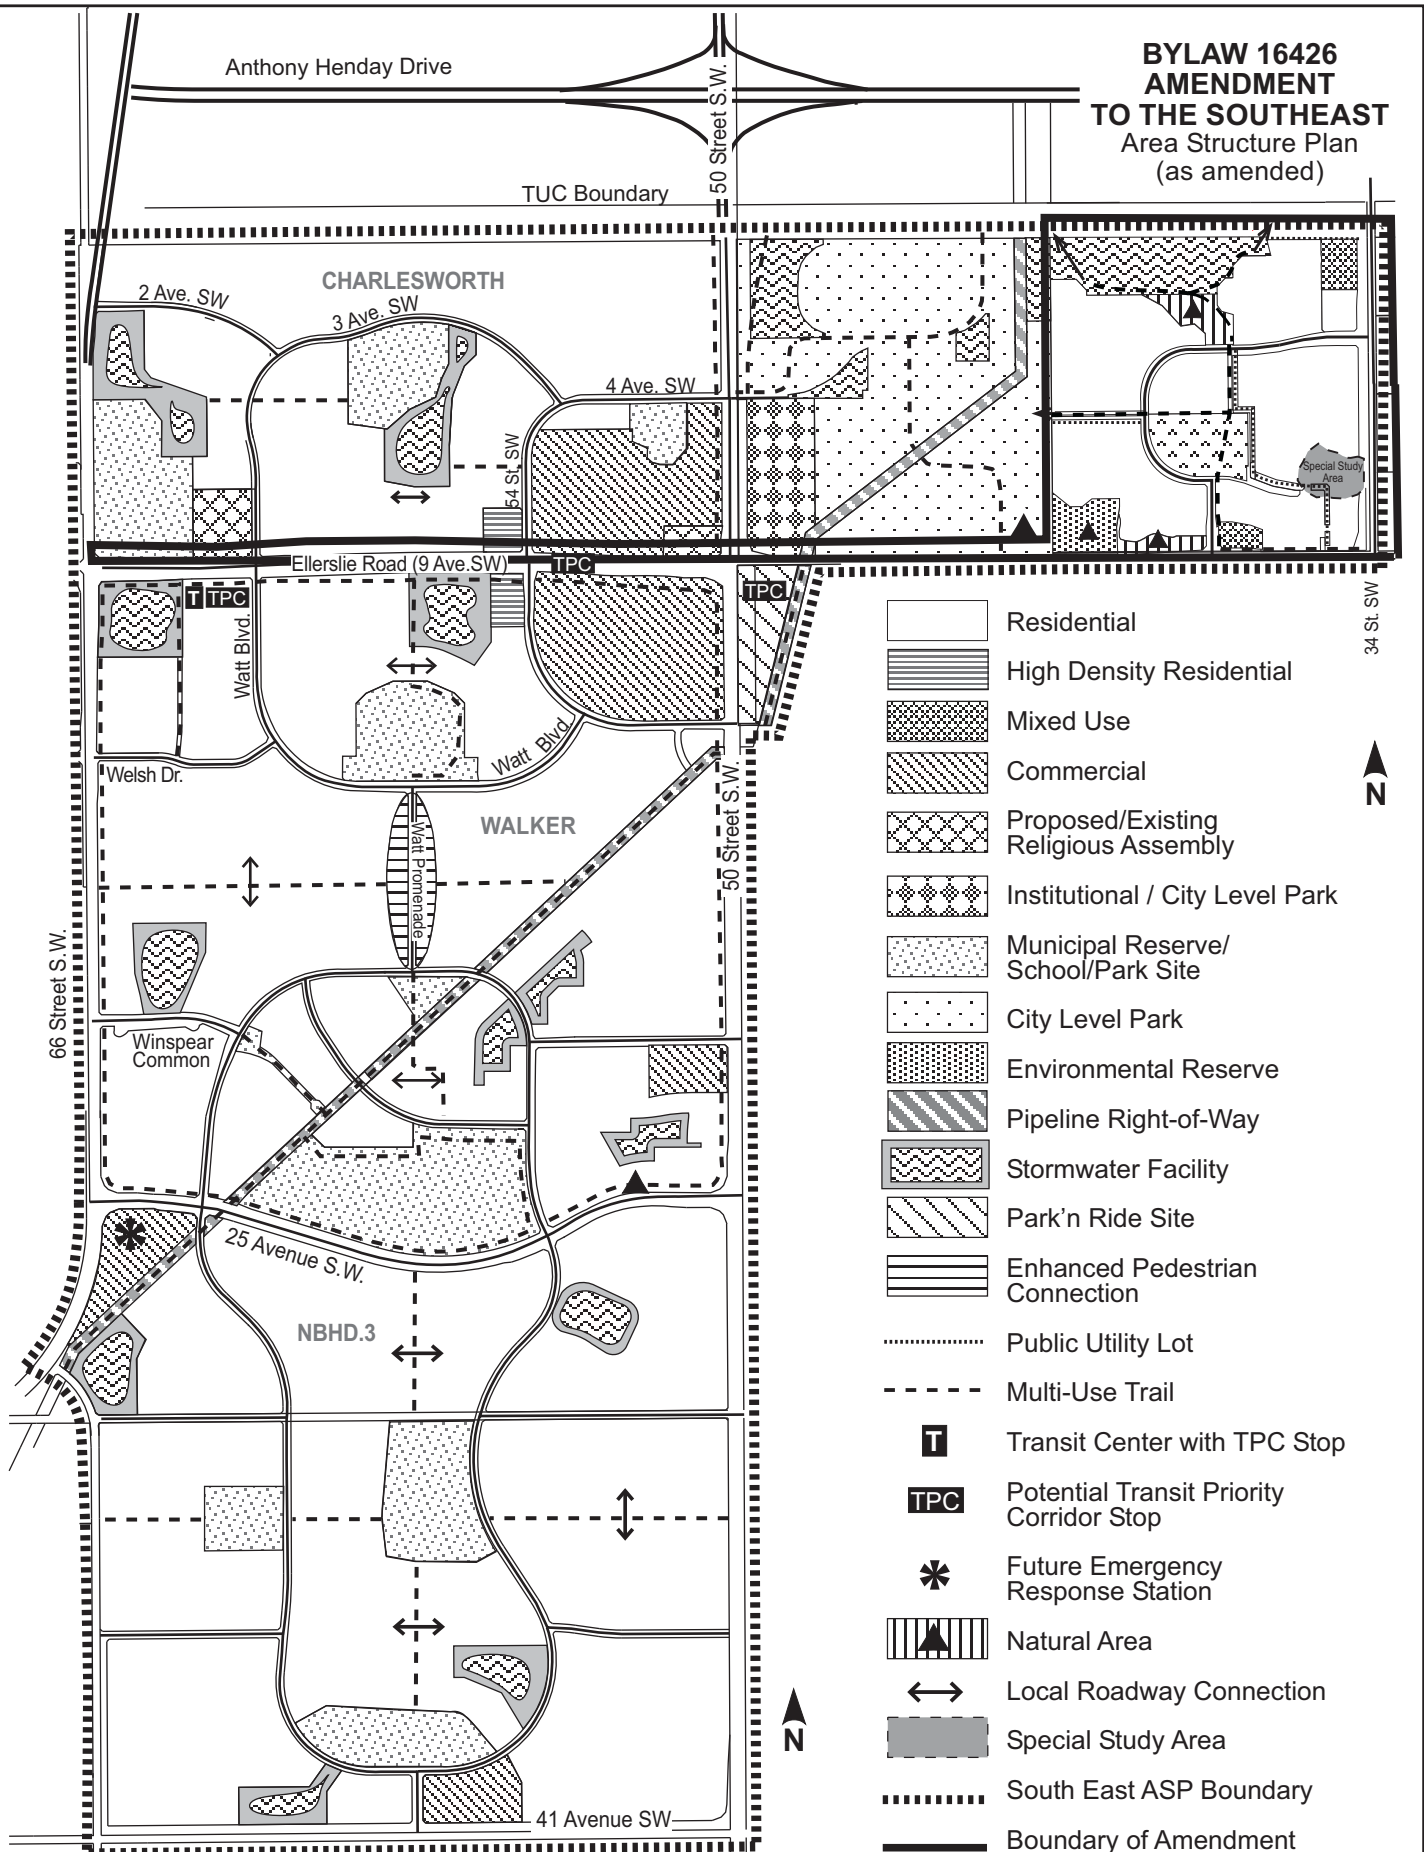 BYLAW 16426
AMENDMENT
TO THE SOUTHEAST
Area Structure Plan
(as amended)
Anthony Henday Drive
50 Street S.W.
TUC Boundary
CHARLESWORTH
2 Ave. SW
3 Ave. SW
4 Ave. SW
54 St. SW
Special Study
Area
Ellerslie Road (9 Ave.SW)
TPC
T TPC
TPC
34 St. SW
Watt Blvd.
Watt Blvd.
Welsh Dr.
WALKER
Watt Promenade
50 Street S.W.
66 Street S.W.
Winspear
Common
25 Avenue S.W.
NBHD.3
41 Avenue SW
N
N
Residential
High Density Residential
Mixed Use
Commercial
Proposed/Existing
Religious Assembly
Institutional / City Level Park
Municipal Reserve/
School/Park Site
City Level Park
Environmental Reserve
Pipeline Right-of-Way
Stormwater Facility
Park'n Ride Site
Enhanced Pedestrian
Connection
Public Utility Lot
Multi-Use Trail
T Transit Center with TPC Stop
TPC Potential Transit Priority
Corridor Stop
Future Emergency
Response Station
Natural Area
Local Roadway Connection
Special Study Area
South East ASP Boundary
Boundary of Amendment